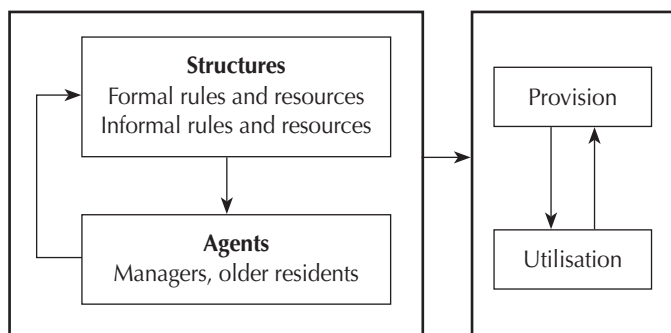 Structures
Formal rules and resources
Informal rules and resources
Agents
Managers, older residents
Provision
Utilisation